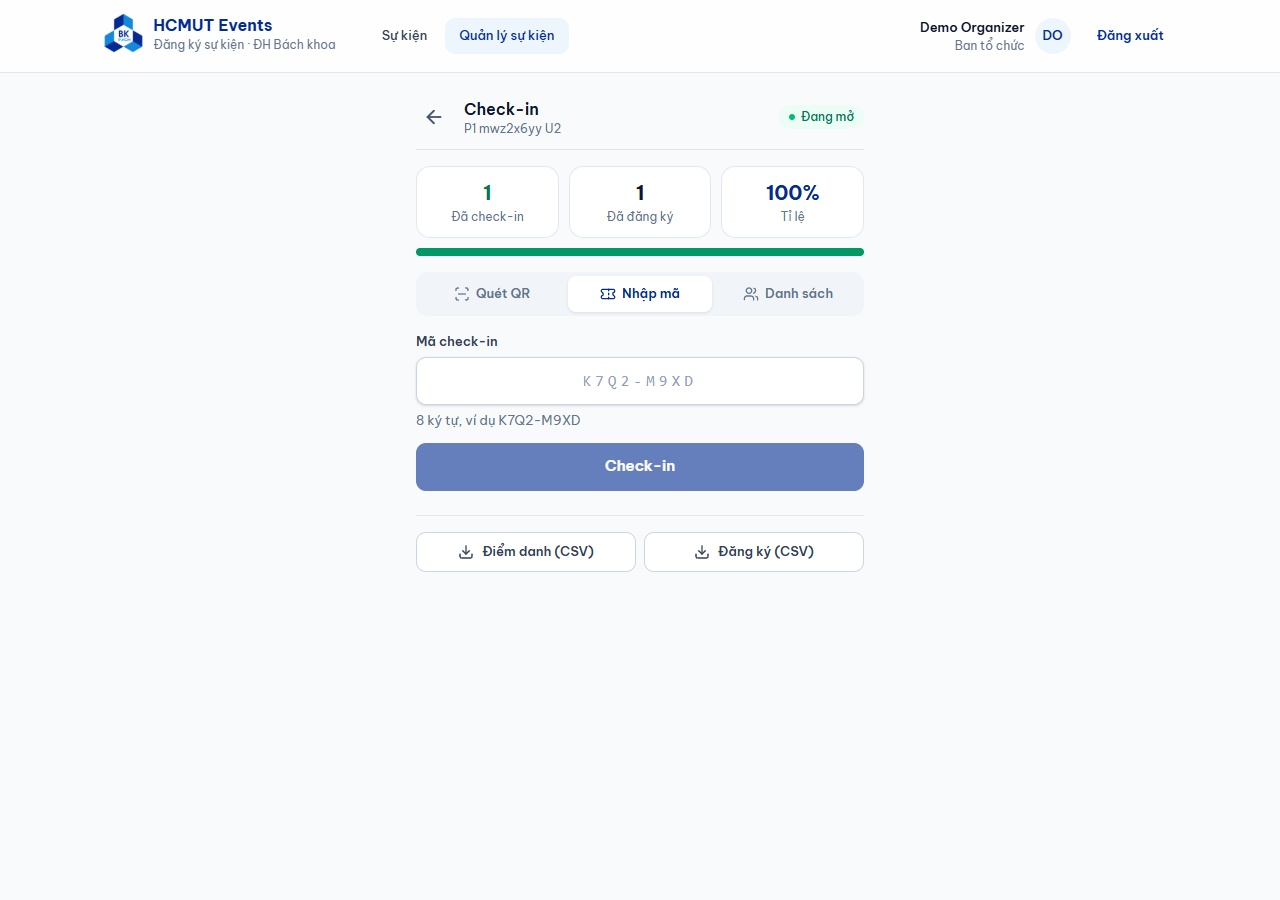 HCMUT Events
Đăng ký sự kiện · ĐH Bách khoa
Sự kiện
Quản lý sự kiện
Demo Organizer
Ban tổ chức
DO
Đăng xuất
Check-in
P1 mwz2x6yy U2
Đang mở
1
Đã check-in
1
Đã đăng ký
100%
Tỉ lệ
Quét QR
Nhập mã
Danh sách
Mã check-in
K7Q2-M9XD
8 ký tự, ví dụ K7Q2-M9XD
Check-in
Điểm danh (CSV)
Đăng ký (CSV)